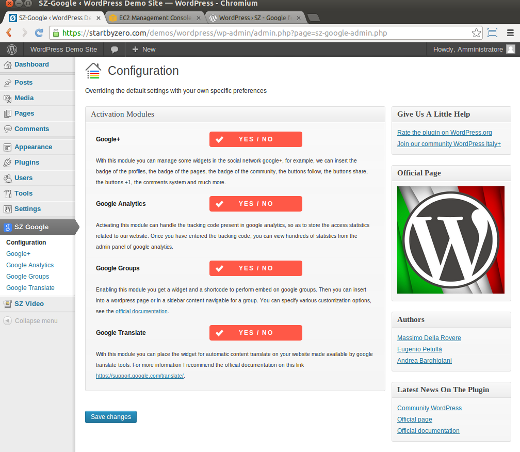 SZ-Google ‹ WordPress Demo Site — WordPress - Chromium
SZ-Google ‹ WordPress De
EC2 Management Console
WordPress › SZ - Google
https://startbyzero.com/demos/wordpress/wp-admin/admin.php?page=sz-google-admin.php
WordPress Demo Site
0
+ New
Howdy, Amministratore
Dashboard
Posts
Media
Pages
Comments
Appearance
Plugins
Users
Tools
Settings
SZ Google
Configuration
Google+
Google Analytics
Google Groups
Google Translate
SZ Video
Collapse menu
Configuration
Overriding the default settings with your own specific preferences
Activation Modules
Google+
YES / NO
With this module you can manage some widgets in the social network google+, for example, we can insert the
badge of the profiles, the badge of the pages, the badge of the community, the buttons follow, the buttons share,
the buttons +1, the comments system and much more.
Google Analytics
YES / NO
Activating this module can handle the tracking code present in google analytics, so as to store the access statistics
related to our website. Once you have entered the tracking code, you can view hundreds of statistics from the
admin panel of google analytics.
Google Groups
YES / NO
Enabling this module you get a widget and a shortcode to perform embed on google groups. Then you can insert
into a wordpress page or in a sidebar content navigable for a group. You can specify various customization options,
see the official documentation.
Google Translate
YES / NO
With this module you can place the widget for automatic content translate on your website made available by google
translate tools. For more information I recommend the official documentation on this link
https://support.google.com/translate/.
Save changes
Give Us A Little Help
Rate the plugin on WordPress.org
Join our community WordPress Italy+
Official Page
W
Authors
Massimo Della Rovere
Eugenio Petullà
Andrea Barghigiani
Latest News On The Plugin
Community WordPress
Official page
Official documentation